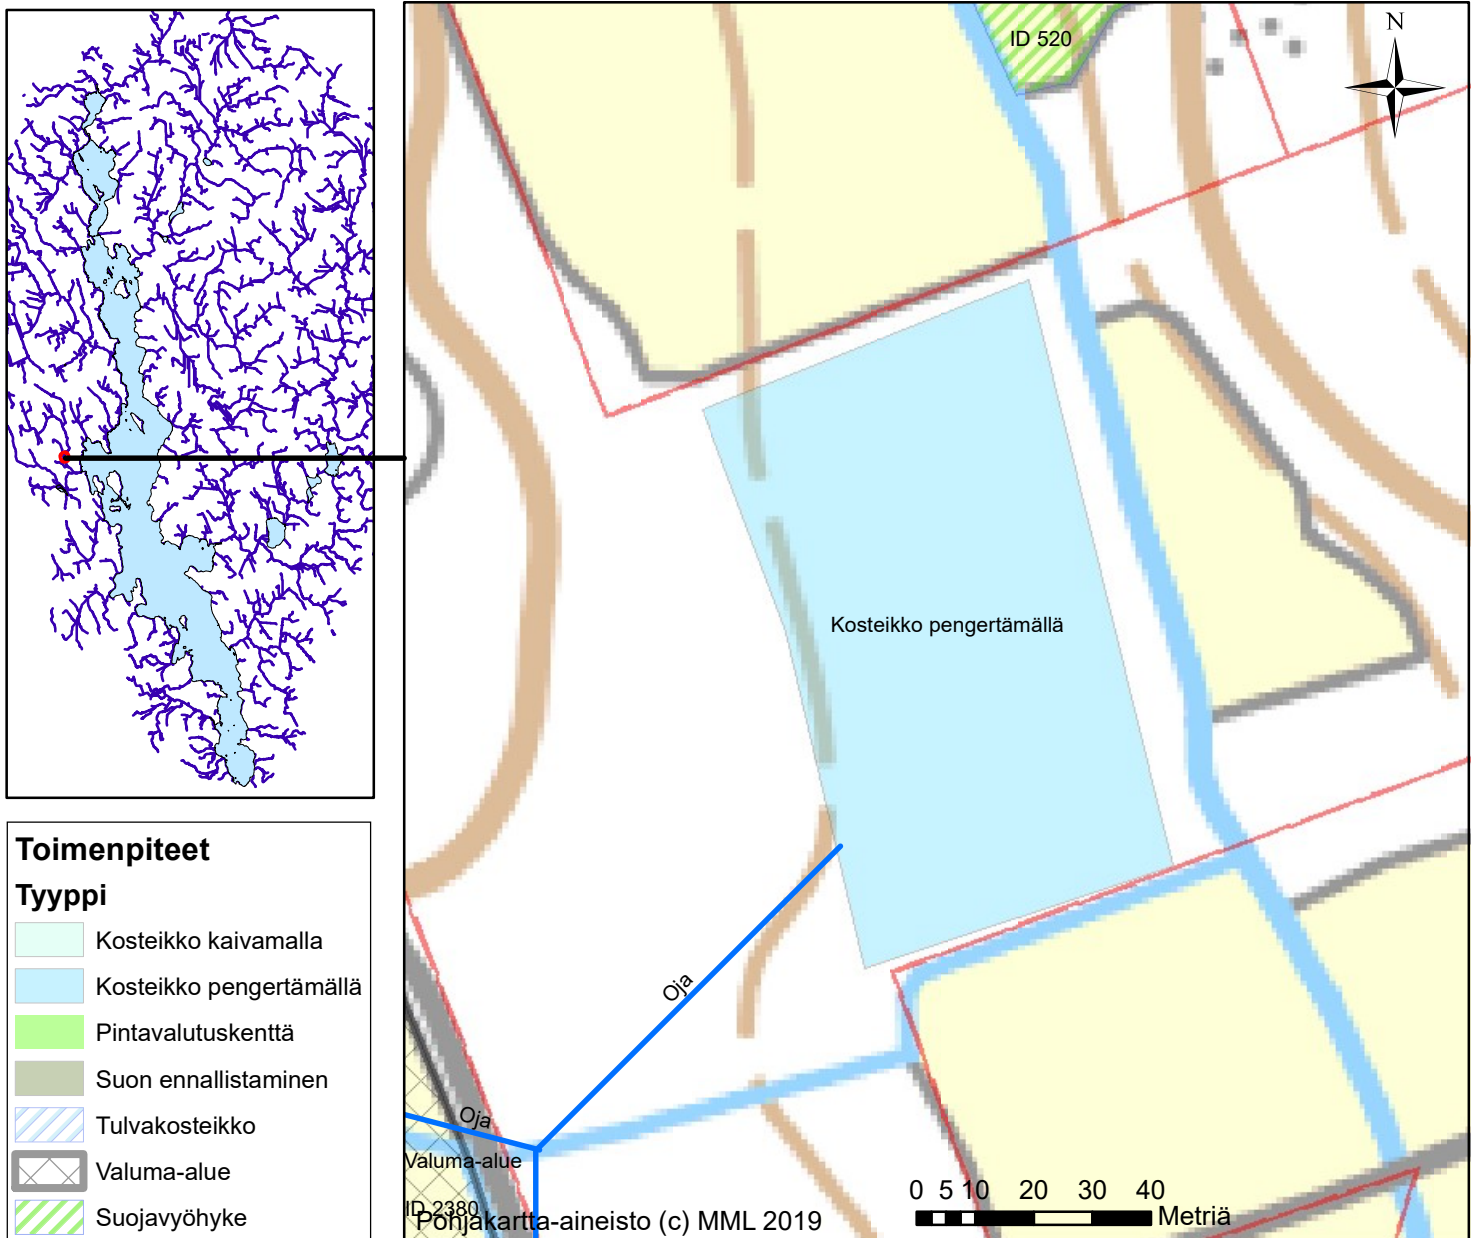 ID 520
N
Kosteikko pengertämällä
Oja
Oja
Valuma-alue
ID 2380
Pohjakartta-aineisto (c) MML 2019
0 5 10 20 30 40
Metriä
Toimenpiteet
Tyyppi
Kosteikko kaivamalla
Kosteikko pengertämällä
Pintavalutuskenttä
Suon ennallistaminen
Tulvakosteikko
Valuma-alue
Suojavyöhyke